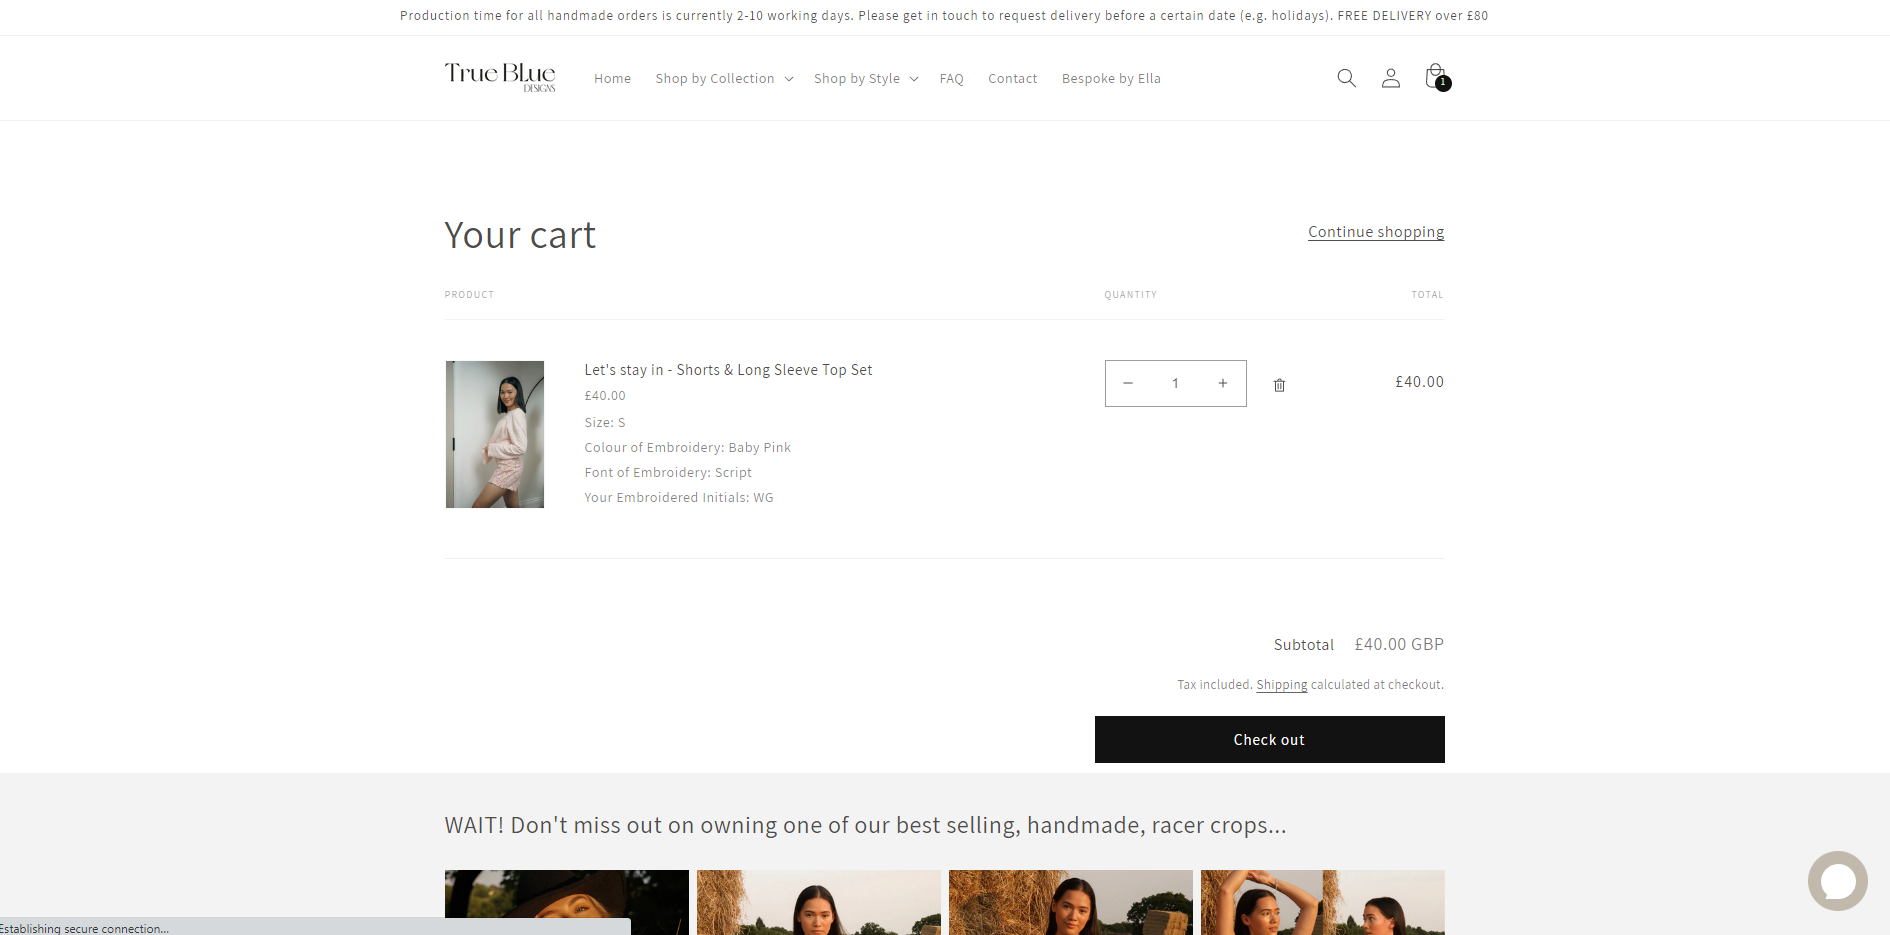 Production time for all handmade orders is currently 2-10 working days. Please get in touch to request delivery before a certain date (e.g. holidays). FREE DELIVERY over £80
True BLue
DESIGNS
Home
Shop by Collection
Shop by Style
FAQ
Contact
Bespoke by Ella
1
Your cart
Continue shopping
PRODUCT
QUANTITY
TOTAL
Let's stay in - Shorts & Long Sleeve Top Set
£40.00
Size: S
Colour of Embroidery: Baby Pink
Font of Embroidery: Script
Your Embroidered Initials: WG
− 1 +
£40.00
Subtotal £40.00 GBP
Tax included. Shipping calculated at checkout.
Check out
WAIT! Don't miss out on owning one of our best selling, handmade, racer crops...
Establishing secure connection...